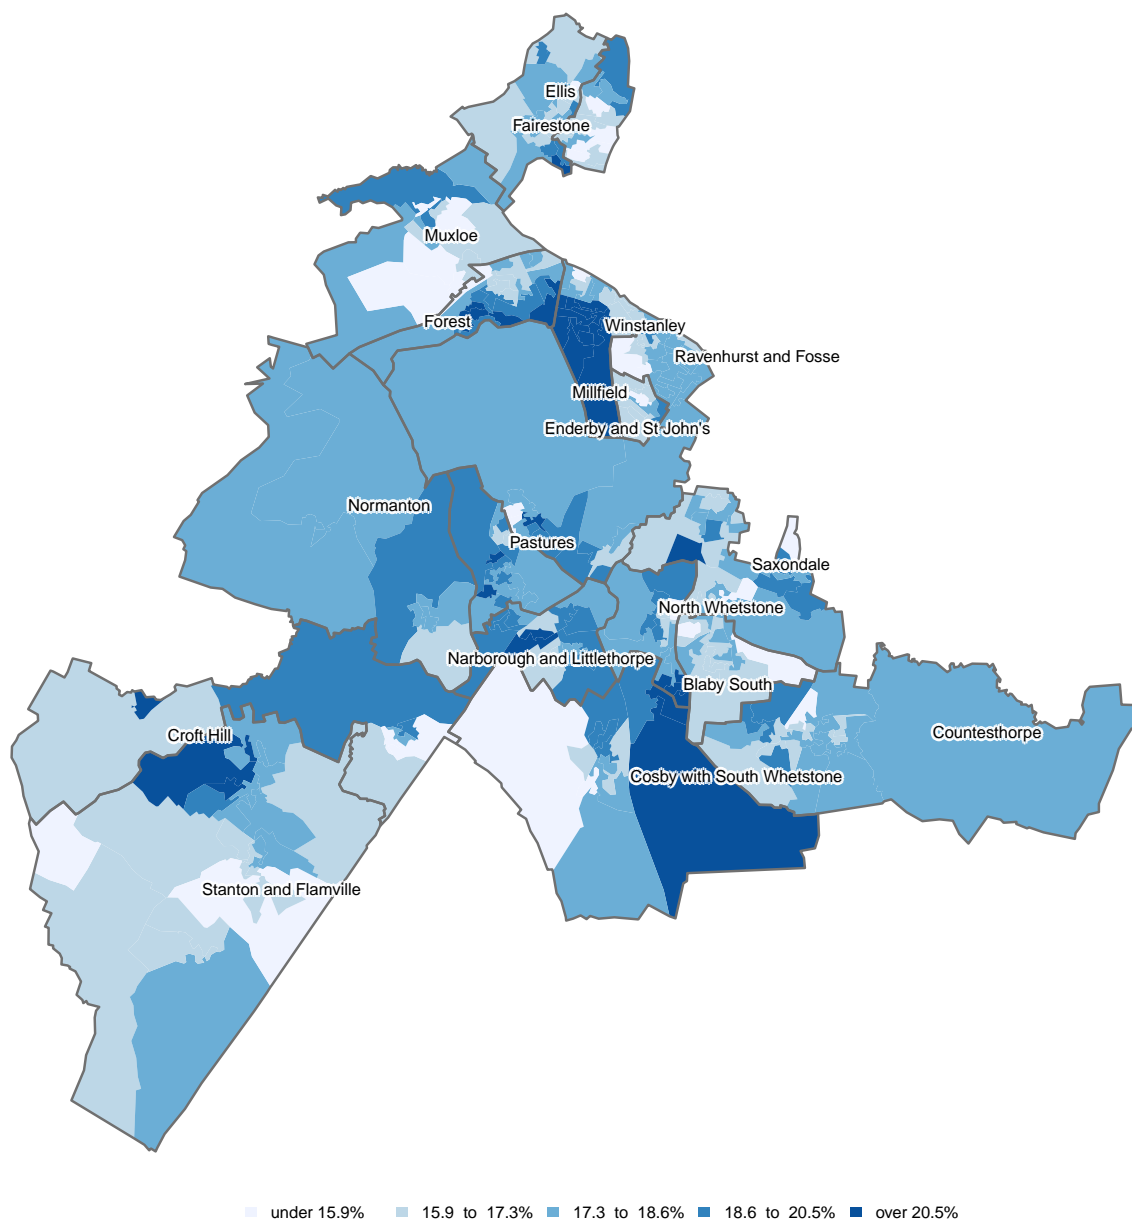 Ellis
Fairestone
Muxloe
Forest
Winstanley
Ravenhurst and Fosse
Millfield
Enderby and St John's
Normanton
Pastures
Saxondale
North Whetstone
Narborough and Littlethorpe
Blaby South
Croft Hill
Countesthorpe
Cosby with South Whetstone
Stanton and Flamville
under 15.9% 15.9 to 17.3% 17.3 to 18.6% 18.6 to 20.5% over 20.5%